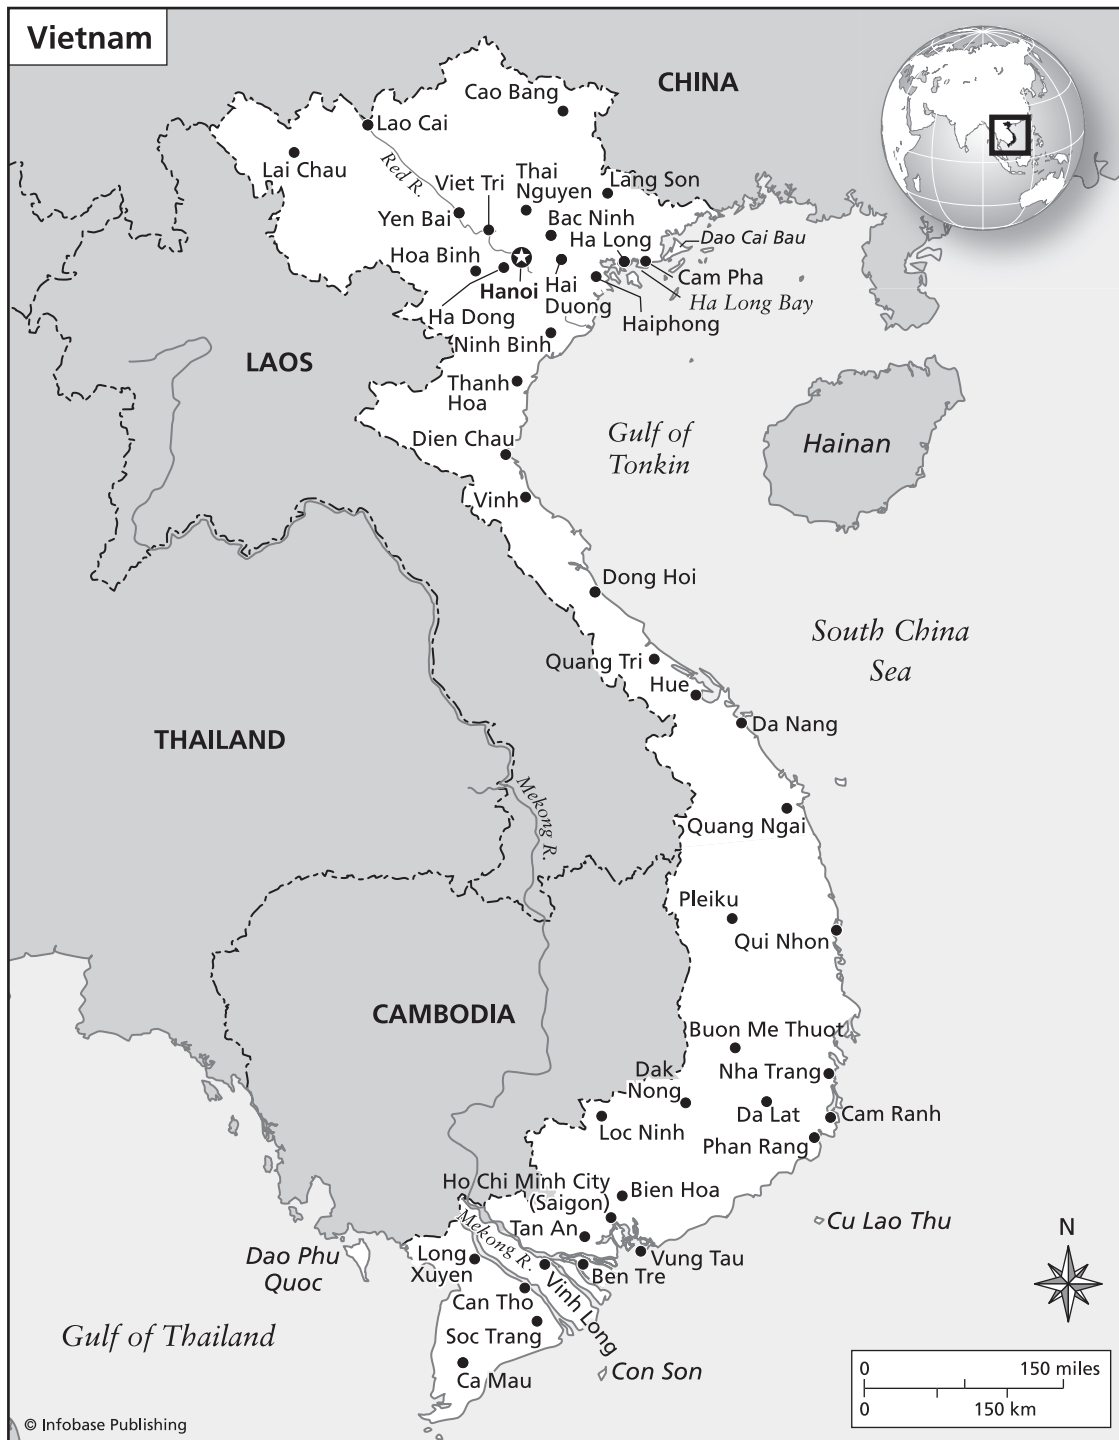 Vietnam
CHINA
Cao Bang
Lao Cai
Lai Chau
Red R.
Viet Tri
Thai
Nguyen
Lang Son
Yen Bai
Bac Ninh
Ha Long
Dao Cai Bau
Hoa Binh
Hanoi
Hai
Duong
Cam Pha
Ha Long Bay
Ha Dong
Haiphong
Ninh Binh
LAOS
Thanh
Hoa
Dien Chau
Gulf of
Tonkin
Hainan
Vinh
Dong Hoi
South China
Sea
Quang Tri
Hue
Da Nang
THAILAND
Mekong R.
Quang Ngai
Pleiku
Qui Nhon
CAMBODIA
Buon Me Thuot
Dak
Nong
Nha Trang
Da Lat
Cam Ranh
Loc Ninh
Phan Rang
Ho Chi Minh City
(Saigon)
Bien Hoa
Tan An
Cu Lao Thu
N
Mekong R.
Dao Phu
Quoc
Long
Xuyen
Vung Tau
Ben Tre
Vinh Long
Can Tho
Gulf of Thailand
Soc Trang
Con Son
Ca Mau
0 150 miles
0 150 km
© Infobase Publishing